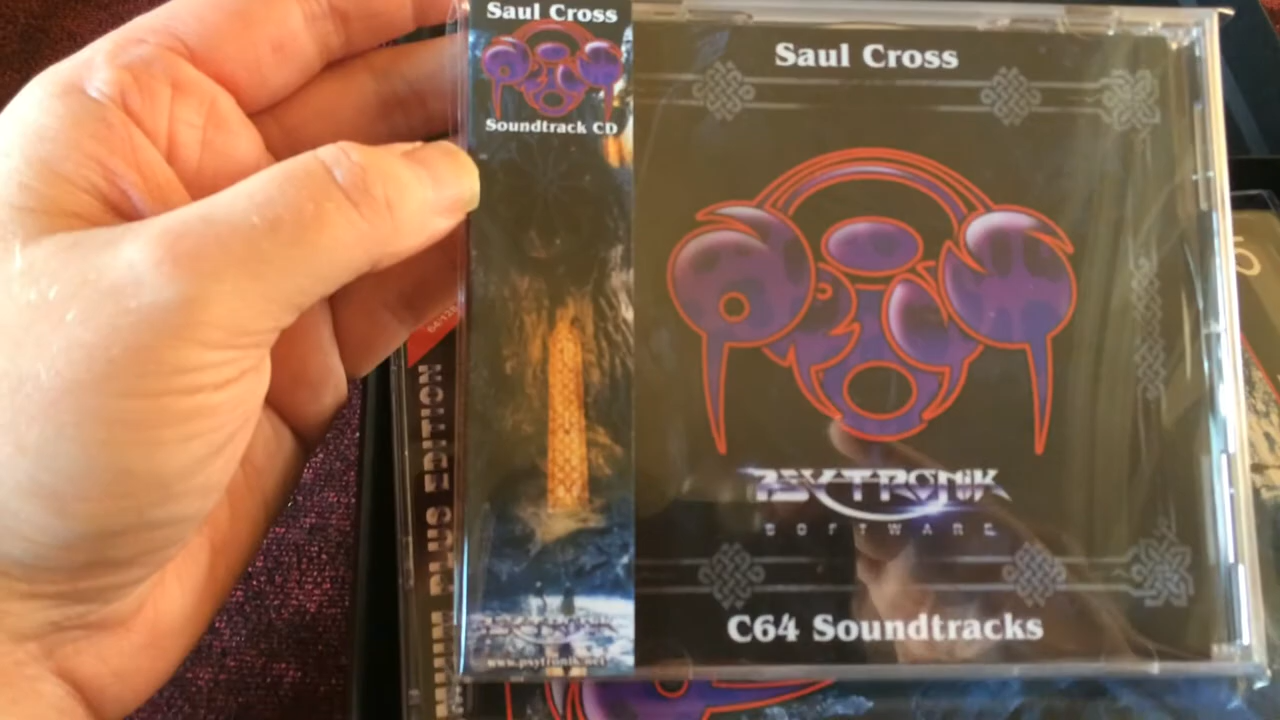 Saul Cross
Soundtrack CD
www.psytronik.net
Saul Cross
PSYTRONIK
SOFTWARE
C64 Soundtracks
PLUS EDITION